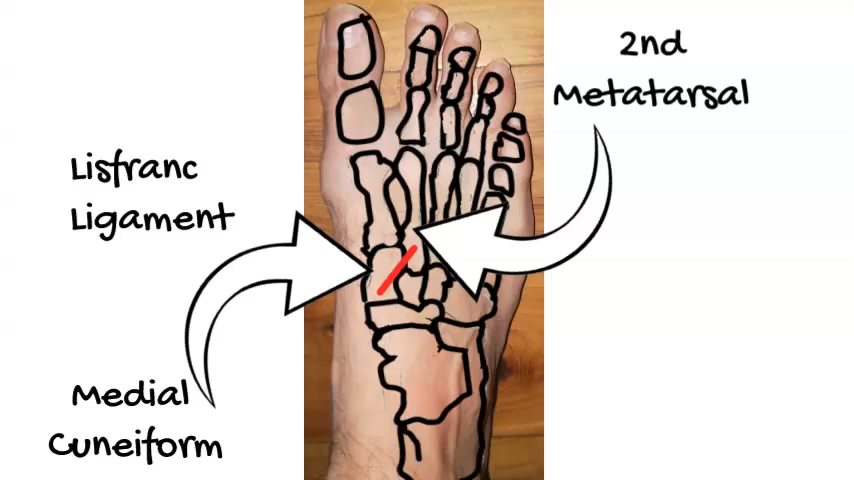 2nd
Metatarsal
Lisfranc
Ligament
Medial
Cuneiform